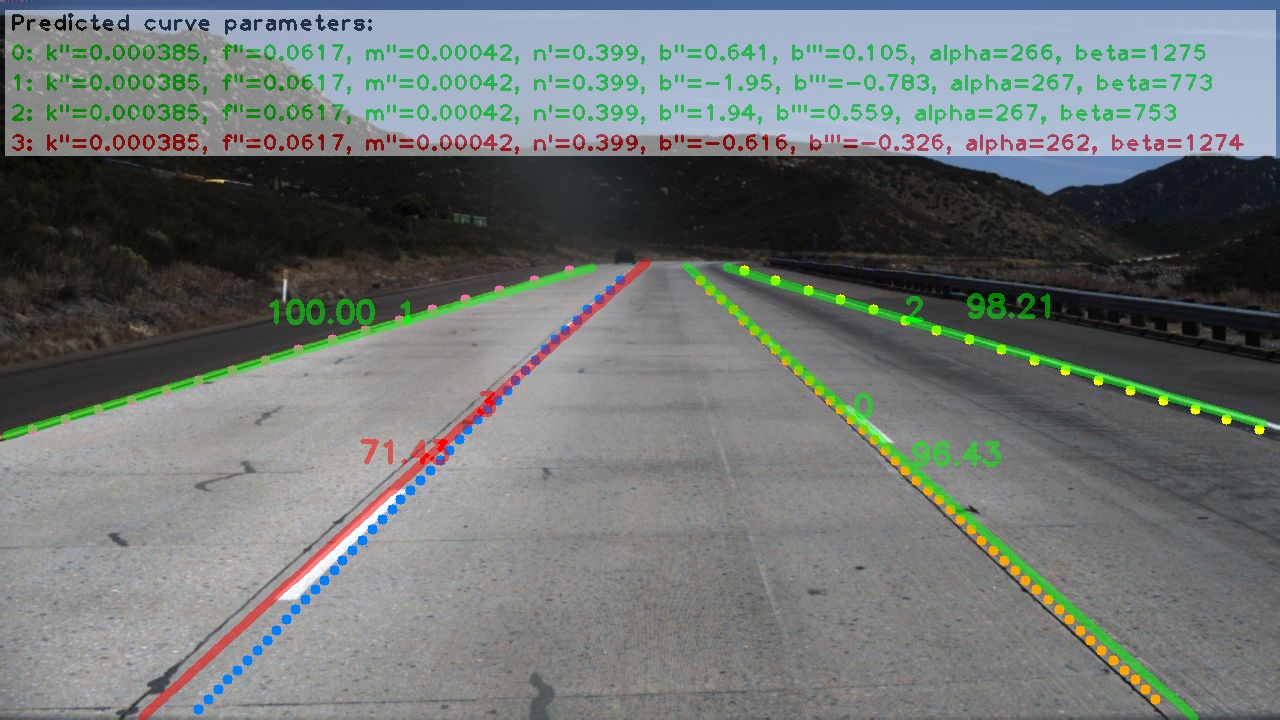 Predicted curve parameters:
0: k''=0.000385, f''=0.0617, m''=0.00042, n'=0.399, b''=0.641, b'''=0.105, alpha=266, beta=1275
1: k''=0.000385, f''=0.0617, m''=0.00042, n'=0.399, b''=-1.95, b'''=-0.783, alpha=267, beta=773
2: k''=0.000385, f''=0.0617, m''=0.00042, n'=0.399, b''=1.94, b'''=0.559, alpha=267, beta=753
3: k''=0.000385, f''=0.0617, m''=0.00042, n'=0.399, b''=-0.616, b'''=-0.326, alpha=262, beta=1274
100.00 1
2 98.21
3
0
71.43
96.43